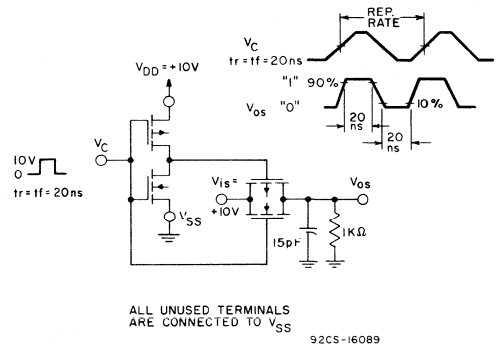 REP.
RATE
VC
tr = tf = 20ns
"1" 90%
VOS "0"
10%
20
ns
20
ns
VDD = +10V
VC
10V
0
tr = tf = 20ns
VSS
Vis =
+10V
VOS
15pF
1KΩ
ALL UNUSED TERMINALS
ARE CONNECTED TO VSS
92CS-16089